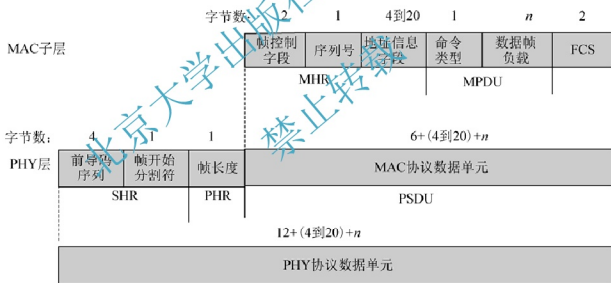 字节数: 2 1 4到20 1 n 2
MAC子层 帧控制字段 序列号 地址信息字段 命令类型 数据帧负载 FCS
MHR MPDU
字节数: 4 1 1 6+(4到20)+n
PHY层 前导码序列 帧开始分割符 帧长度 MAC协议数据单元
SHR PHR PSDU
12+(4到20)+n
PHY协议数据单元
北京大学出版社
禁止转载